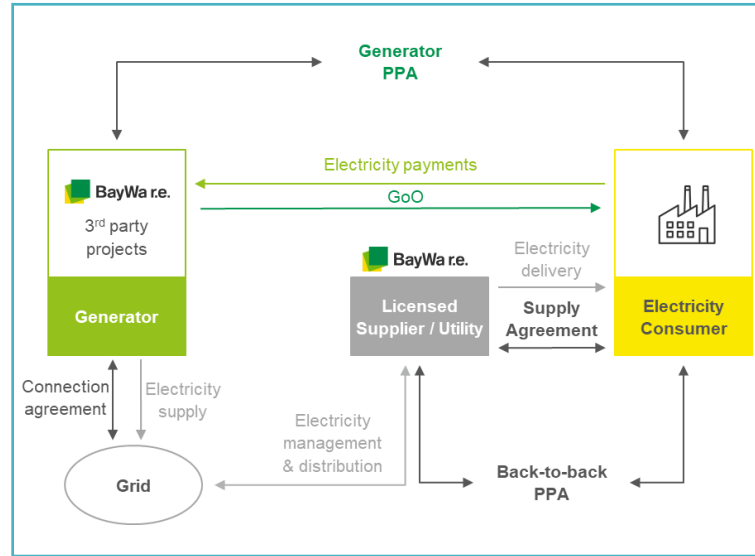 Generator
PPA
Electricity payments
GoO
BayWa r.e.
3rd party
projects
Generator
BayWa r.e.
Licensed
Supplier / Utility
Electricity
delivery
Supply
Agreement
Electricity
Consumer
Connection
agreement
Electricity
supply
Grid
Electricity
management
& distribution
Back-to-back
PPA